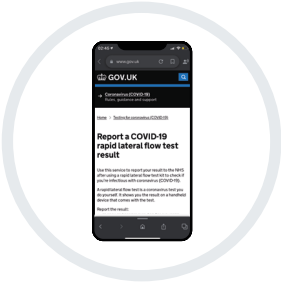 22:45
www.gov.uk
GOV.UK
Coronavirus (COVID-19)
Rules, guidance and support
Home > Testing for coronavirus (COVID-19)
Report a COVID-19
rapid lateral flow test
result
Use this service to report your result to the NHS
after using a rapid lateral flow test kit to check if
you're infectious with coronavirus (COVID-19).
A rapid lateral flow test is a coronavirus test you
do yourself. It shows you the result on a handheld
device that comes with the test.
Report the result: